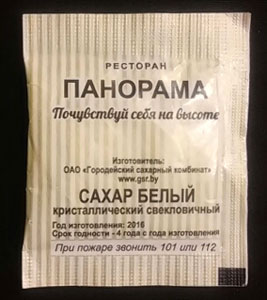 РЕСТОРАН
ПАНОРАМА
Почувствуй себя на высоте
Изготовитель:
ОАО «Городейский сахарный комбинат»
www.gsr.by
САХАР БЕЛЫЙ
кристаллический свекловичный
Год изготовления: 2016
Срок годности - 4 года с года изготовления
При пожаре звонить 101 или 112